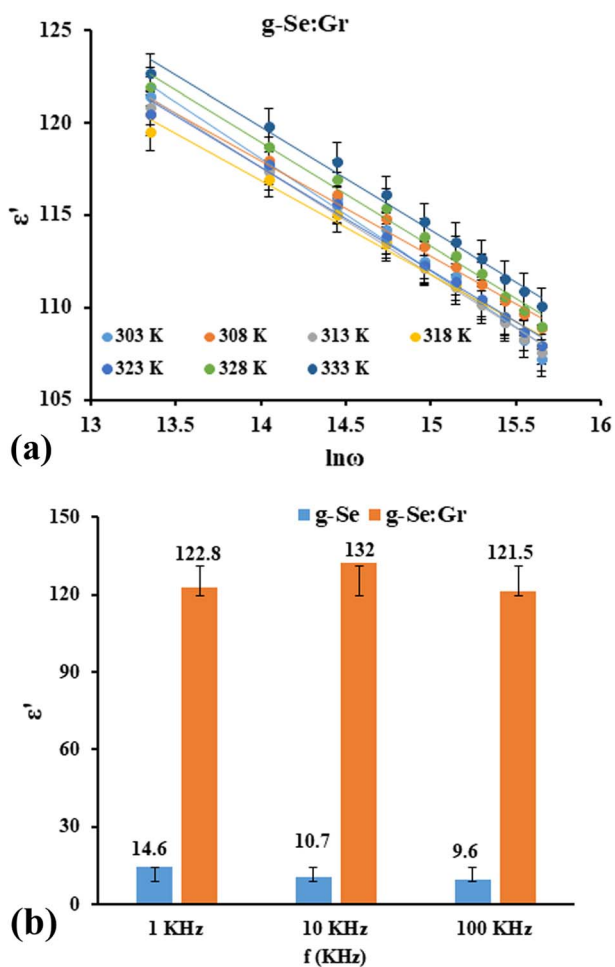 g-Se:Gr
125
120
115
110
105
ε'
303 K 308 K 313 K 318 K
323 K 328 K 333 K
13 13.5 14 14.5 15 15.5 16
(a) lnω
150
120
90
60
30
0
ε'
g-Se g-Se:Gr
122.8 132 121.5
14.6 10.7 9.6
1 KHz 10 KHz 100 KHz
(b) f (KHz)